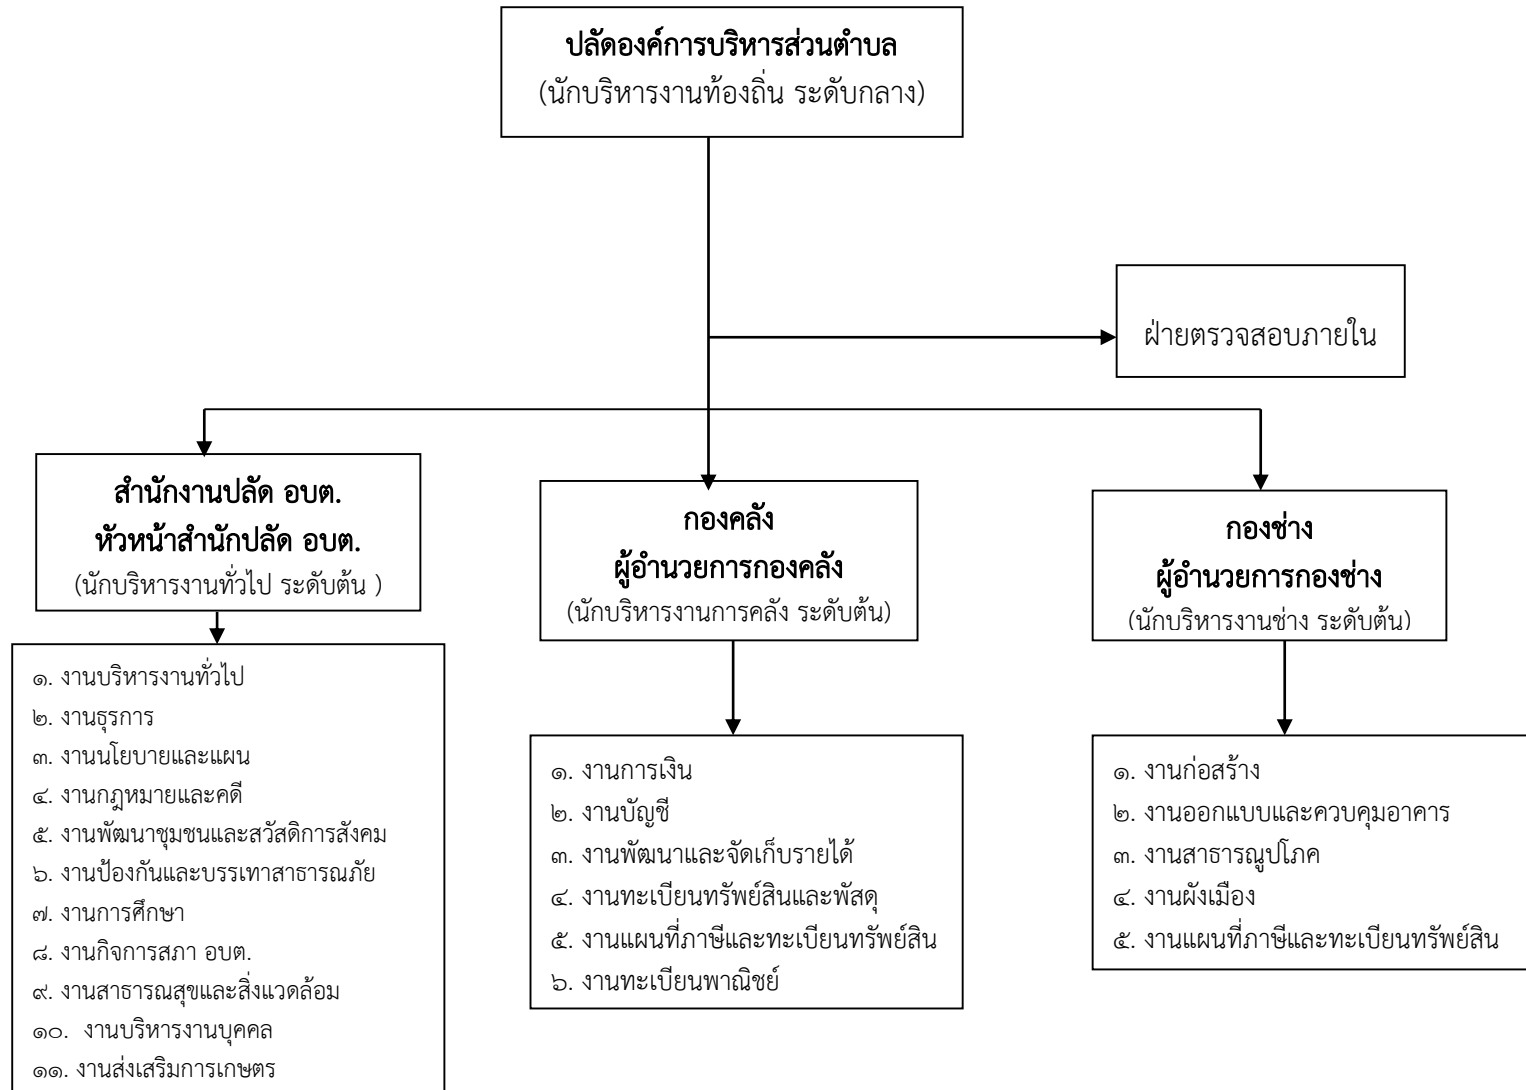 ปลัดองค์การบริหารส่วนตำบล
(นักบริหารงานท้องถิ่น ระดับกลาง)
ฝ่ายตรวจสอบภายใน
สำนักงานปลัด อบต.
หัวหน้าสำนักปลัด อบต.
(นักบริหารงานทั่วไป ระดับต้น )
๑. งานบริหารงานทั่วไป
๒. งานธุรการ
๓. งานนโยบายและแผน
๔. งานกฎหมายและคดี
๕. งานพัฒนาชุมชนและสวัสดิการสังคม
๖. งานป้องกันและบรรเทาสาธารณภัย
๗. งานการศึกษา
๘. งานกิจการสภา อบต.
๙. งานสาธารณสุขและสิ่งแวดล้อม
๑๐.  งานบริหารงานบุคคล
๑๑. งานส่งเสริมการเกษตร
กองคลัง
ผู้อำนวยการกองคลัง
(นักบริหารงานการคลัง ระดับต้น)
๑. งานการเงิน
๒. งานบัญชี
๓. งานพัฒนาและจัดเก็บรายได้
๔. งานทะเบียนทรัพย์สินและพัสดุ
๕. งานแผนที่ภาษีและทะเบียนทรัพย์สิน
๖. งานทะเบียนพาณิชย์
กองช่าง
ผู้อำนวยการกองช่าง
(นักบริหารงานช่าง ระดับต้น)
๑. งานก่อสร้าง
๒. งานออกแบบและควบคุมอาคาร
๓. งานสาธารณูปโภค
๔. งานผังเมือง
๕. งานแผนที่ภาษีและทะเบียนทรัพย์สิน